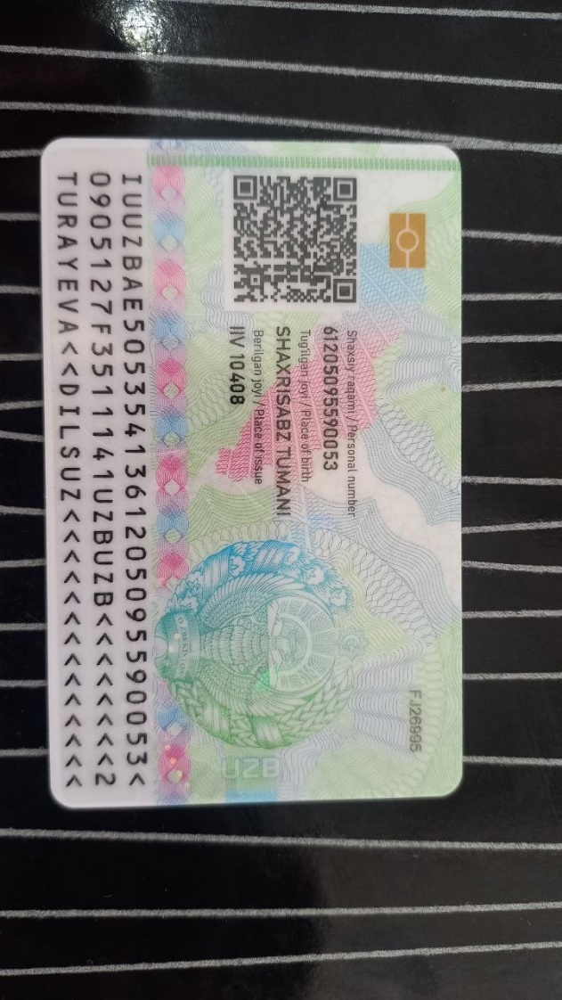 FJ26995
Shaxsiy raqami / Personal number
61205095590053
Tug'ilgan joyi / Place of birth
SHAXRISABZ TUMANI
Berilgan joyi / Place of issue
IIV 10408
UZB
IUUZBAE5053541361205095590053<
0905127F3511141UZBUZB<<<<<<<<2
TURAYEVA<<DILSUZ<<<<<<<<<<<<<<